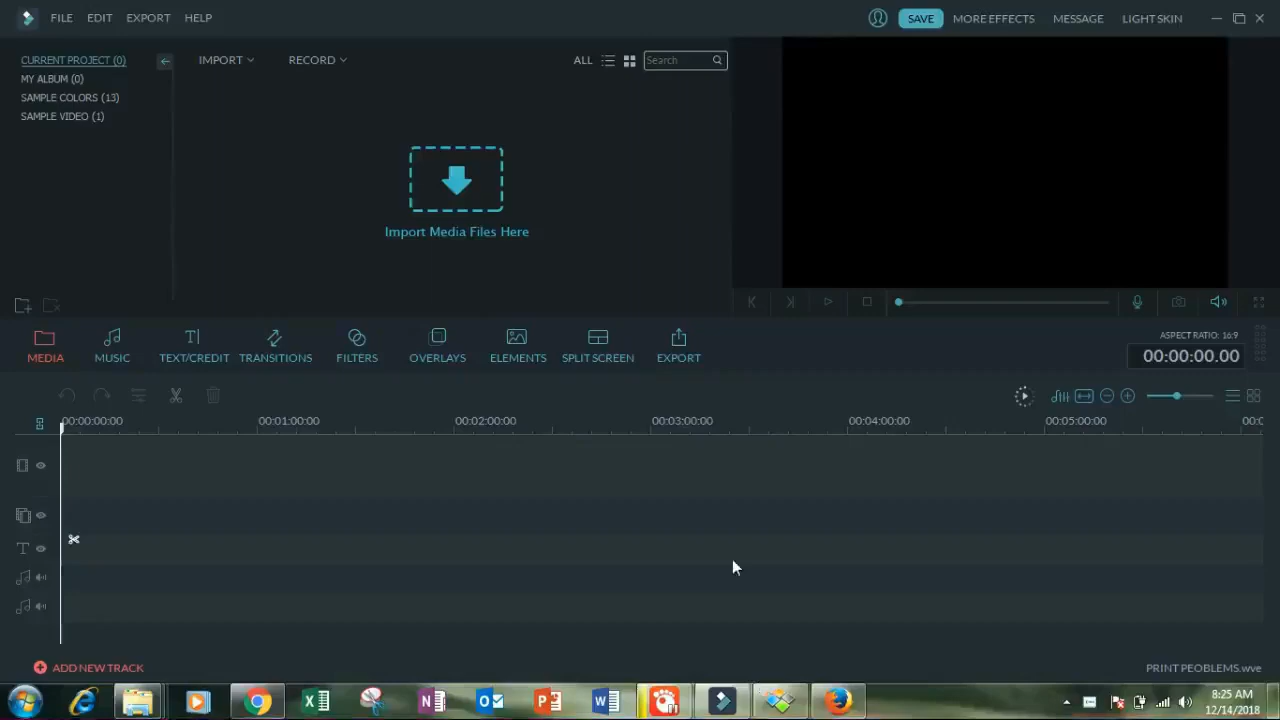 FILE EDIT EXPORT HELP SAVE MORE EFFECTS MESSAGE LIGHT SKIN
CURRENT PROJECT (0) IMPORT RECORD ALL Search
MY ALBUM (0)
SAMPLE COLORS (13)
SAMPLE VIDEO (1)
Import Media Files Here
ASPECT RATIO: 16:9
MEDIA MUSIC TEXT/CREDIT TRANSITIONS FILTERS OVERLAYS ELEMENTS SPLIT SCREEN EXPORT 00:00:00.00
00:00:00:00 00:01:00:00 00:02:00:00 00:03:00:00 00:04:00:00 00:05:00:00 00:0
ADD NEW TRACK PRINT PEOBLEMS.wve
8:25 AM
12/14/2018